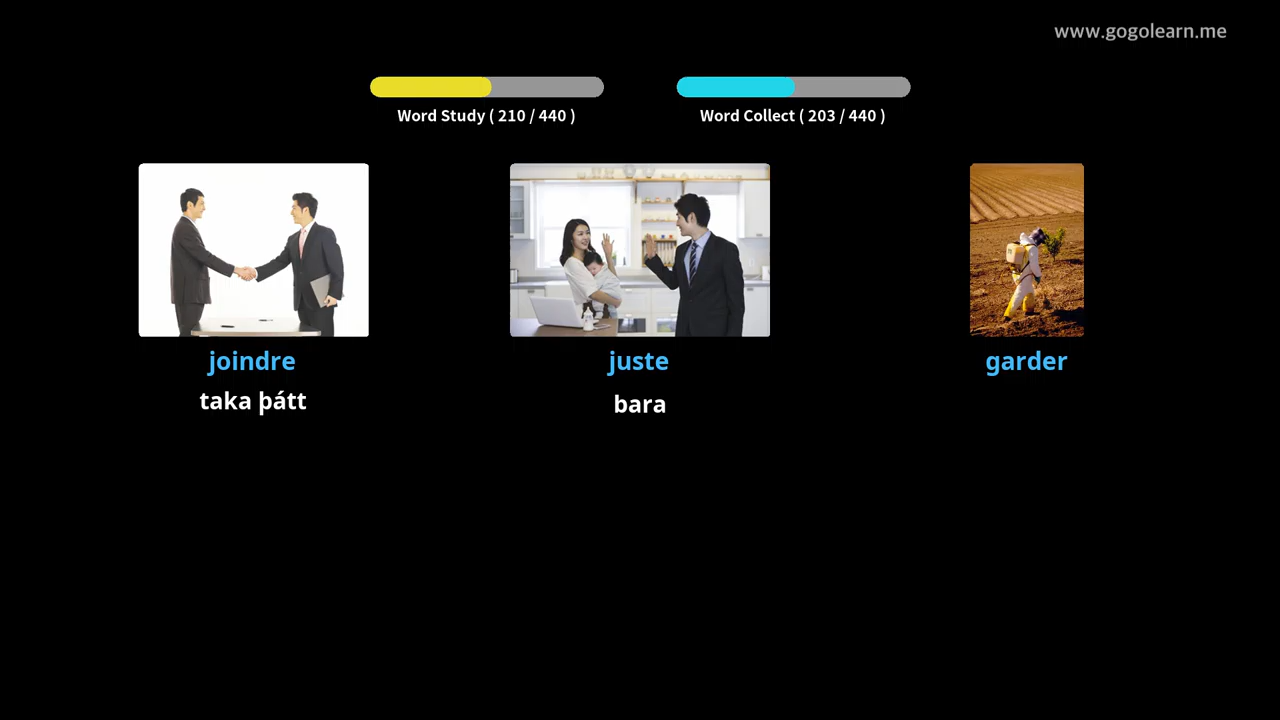 www.gogolearn.me
Word Study ( 210 / 440 )
Word Collect ( 203 / 440 )
joindre
juste
garder
taka þátt
bara